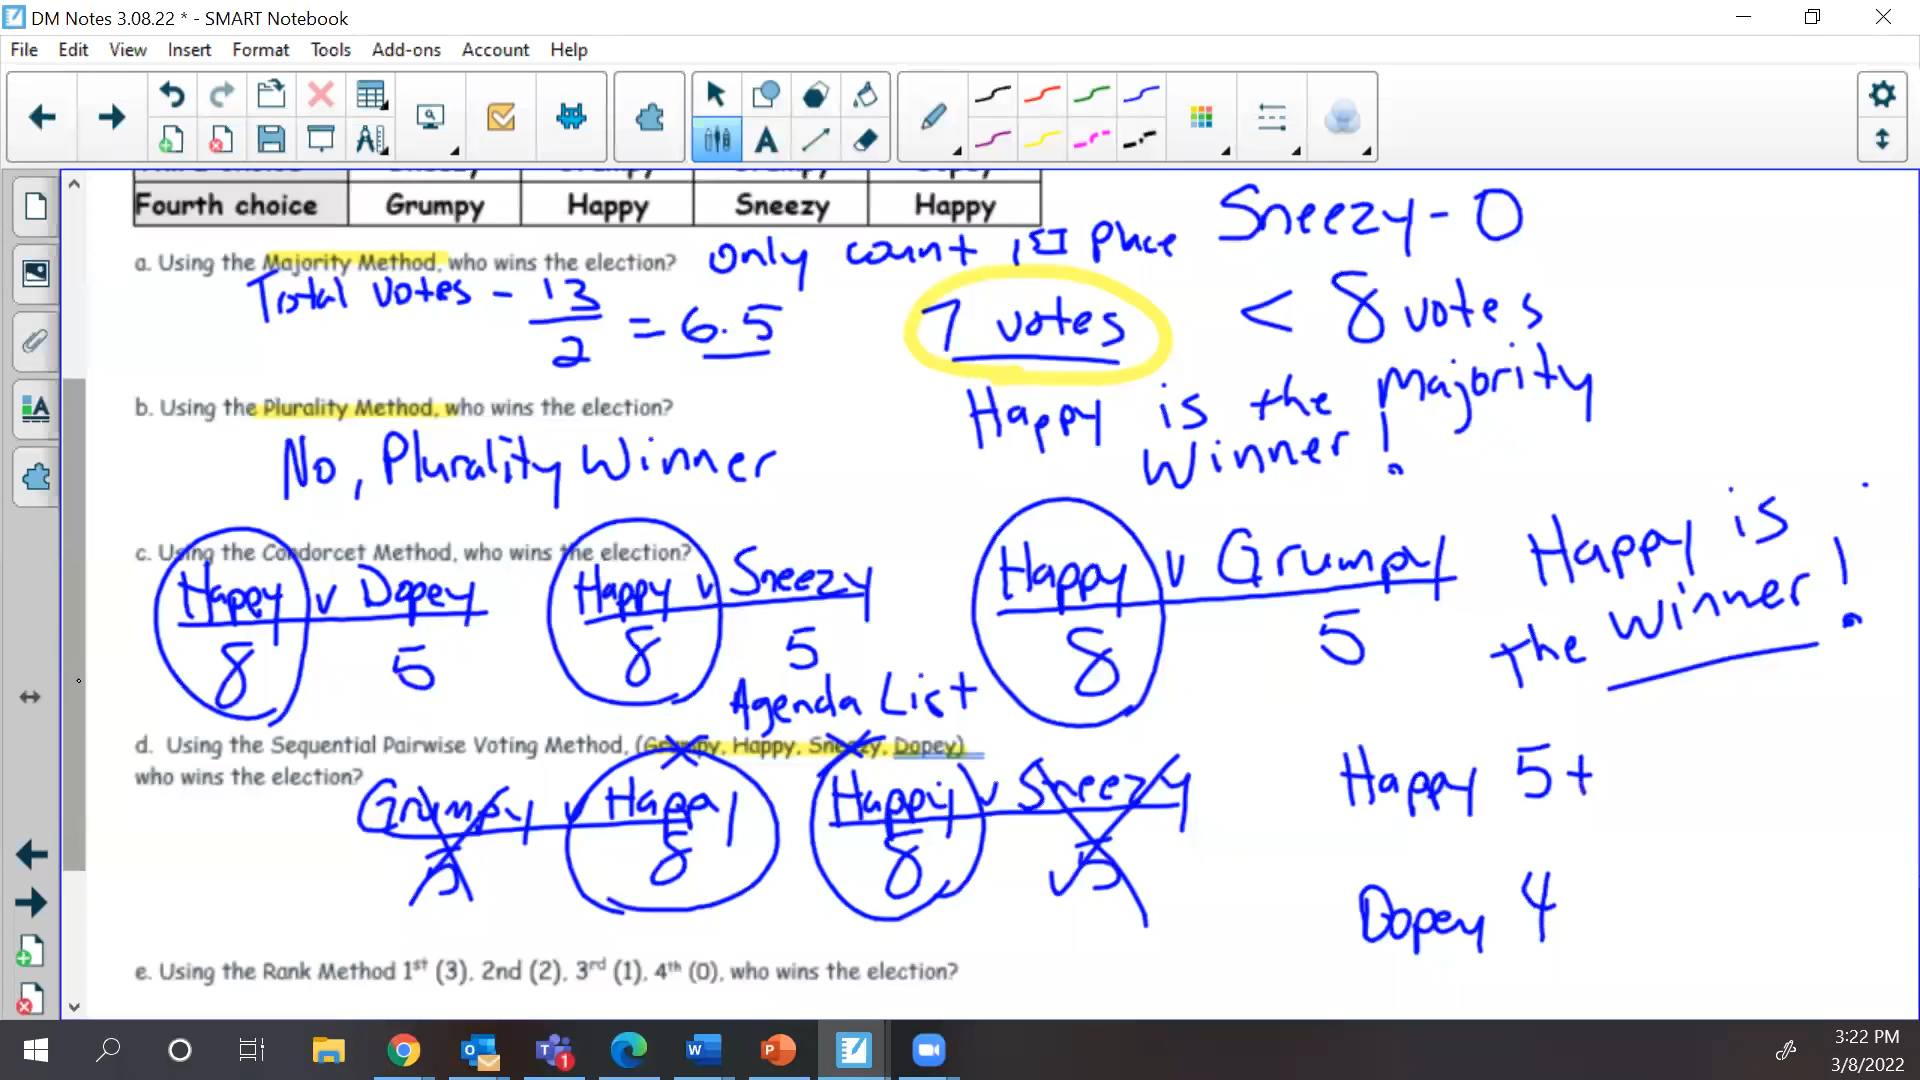 DM Notes 3.08.22 * - SMART Notebook
File Edit View Insert Format Tools Add-ons Account Help
Fourth choice Grumpy Happy Sneezy Happy
Sneezy - 0
a. Using the Majority Method, who wins the election?
Only count 1st Place
Total votes - 13/2 = 6.5
7 votes < 8 votes
Happy is the Majority
Winner!
b. Using the Plurality Method, who wins the election?
No, Plurality Winner
c. Using the Condorcet Method, who wins the election?
Happy v Dopey Happy v Sneezy Happy v Grumpy
8 5 8 5 8 5
Happy is
the Winner!
Agenda List
d. Using the Sequential Pairwise Voting Method, (Grumpy, Happy, Sneezy, Dopey)
who wins the election?
Grumpy v Happy Happy v Sneezy
5 8 8 5
Happy 5+
Dopey 4
e. Using the Rank Method 1st (3), 2nd (2), 3rd (1), 4th (0), who wins the election?
3:22 PM
3/8/2022